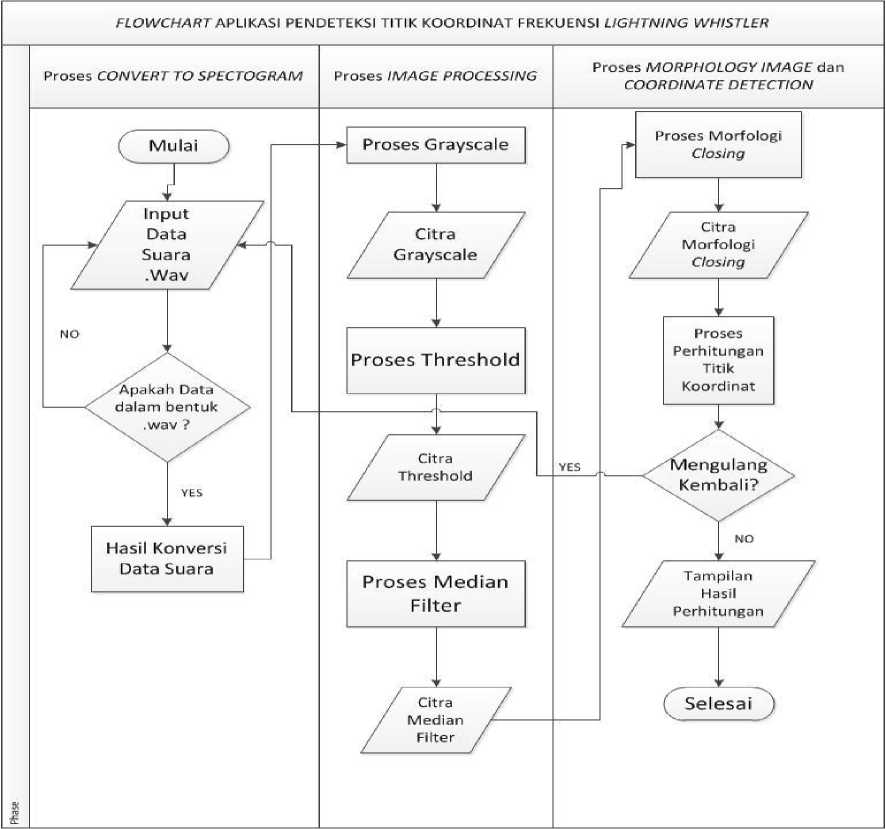 FLOWCHART APLIKASI PENDETEKSI TITIK KOORDINAT FREKUENSI LIGHTNING WHISTLER
Proses CONVERT TO SPECTOGRAM
Proses IMAGE PROCESSING
Proses MORPHOLOGY IMAGE dan
COORDINATE DETECTION
Mulai
Input
Data
Suara
.Wav
NO
Apakah Data
dalam bentuk
.wav ?
YES
Hasil Konversi
Data Suara
Proses Grayscale
Citra
Grayscale
Proses Threshold
Citra
Threshold
Proses Median
Filter
Citra
Median
Filter
Proses Morfologi
Closing
Citra
Morfologi
Closing
Proses
Perhitungan
Titik
Koordinat
YES
Mengulang
Kembali?
NO
Tampilan
Hasil
Perhitungan
Selesai
Phase